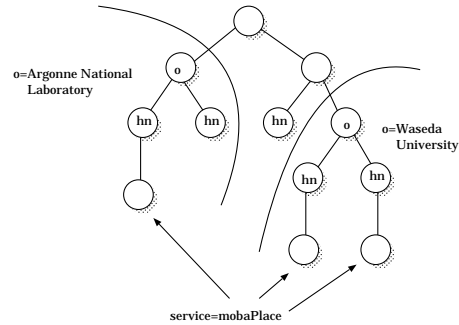 o
o=Argonne National
Laboratory
hn
hn
hn
o
o=Waseda
University
hn
hn
service=mobaPlace